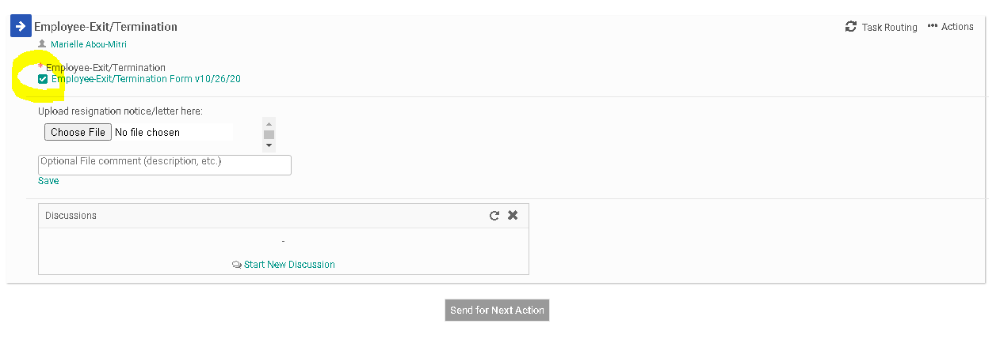 Employee-Exit/Termination
Task Routing
Actions
Marielle Abou-Mitri
* Employee-Exit/Termination
Employee-Exit/Termination Form v10/26/20
Upload resignation notice/letter here:
Choose File No file chosen
Optional File comment (description, etc.)
Save
Discussions
-
Start New Discussion
Send for Next Action